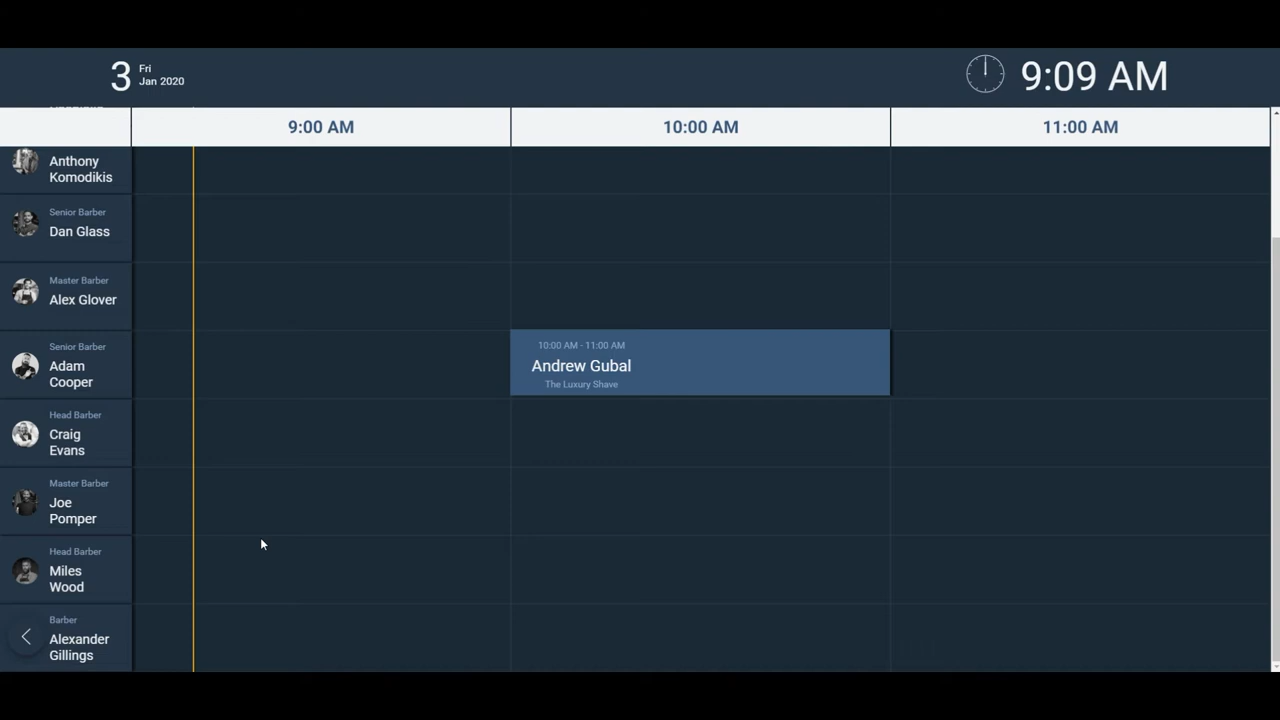 3
Fri
Jan 2020
9:09 AM
9:00 AM
10:00 AM
11:00 AM
Anthony
Komodikis
Senior Barber
Dan Glass
Master Barber
Alex Glover
Senior Barber
Adam
Cooper
10:00 AM - 11:00 AM
Andrew Gubal
The Luxury Shave
Head Barber
Craig
Evans
Master Barber
Joe
Pomper
Head Barber
Miles
Wood
Barber
Alexander
Gillings